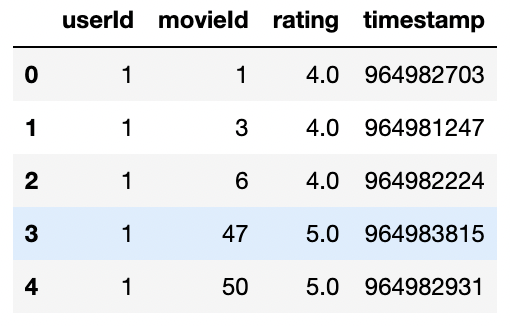 userId movieId rating timestamp
0 1 1 4.0 964982703
1 1 3 4.0 964981247
2 1 6 4.0 964982224
3 1 47 5.0 964983815
4 1 50 5.0 964982931